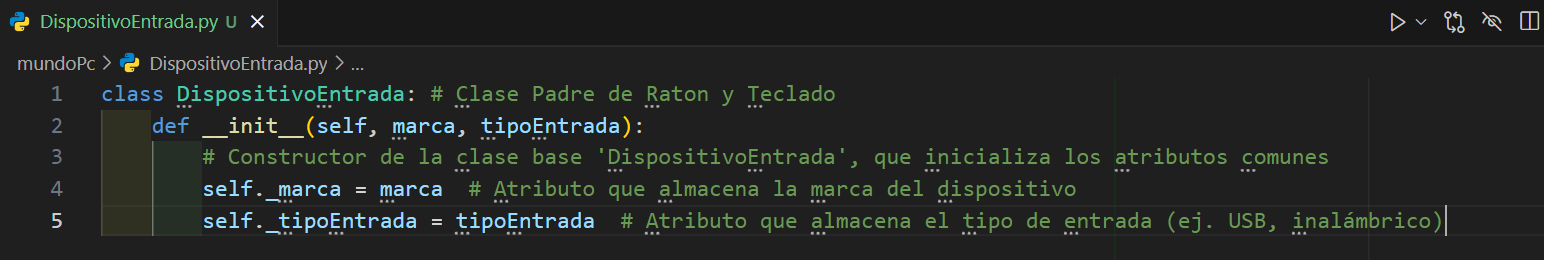 DispositivoEntrada.py U ×
mundoPc > DispositivoEntrada.py > ...
1 class DispositivoEntrada: # Clase Padre de Raton y Teclado
2     def __init__(self, marca, tipoEntrada):
3         # Constructor de la clase base 'DispositivoEntrada', que inicializa los atributos comunes
4         self._marca = marca  # Atributo que almacena la marca del dispositivo
5         self._tipoEntrada = tipoEntrada  # Atributo que almacena el tipo de entrada (ej. USB, inalámbrico)